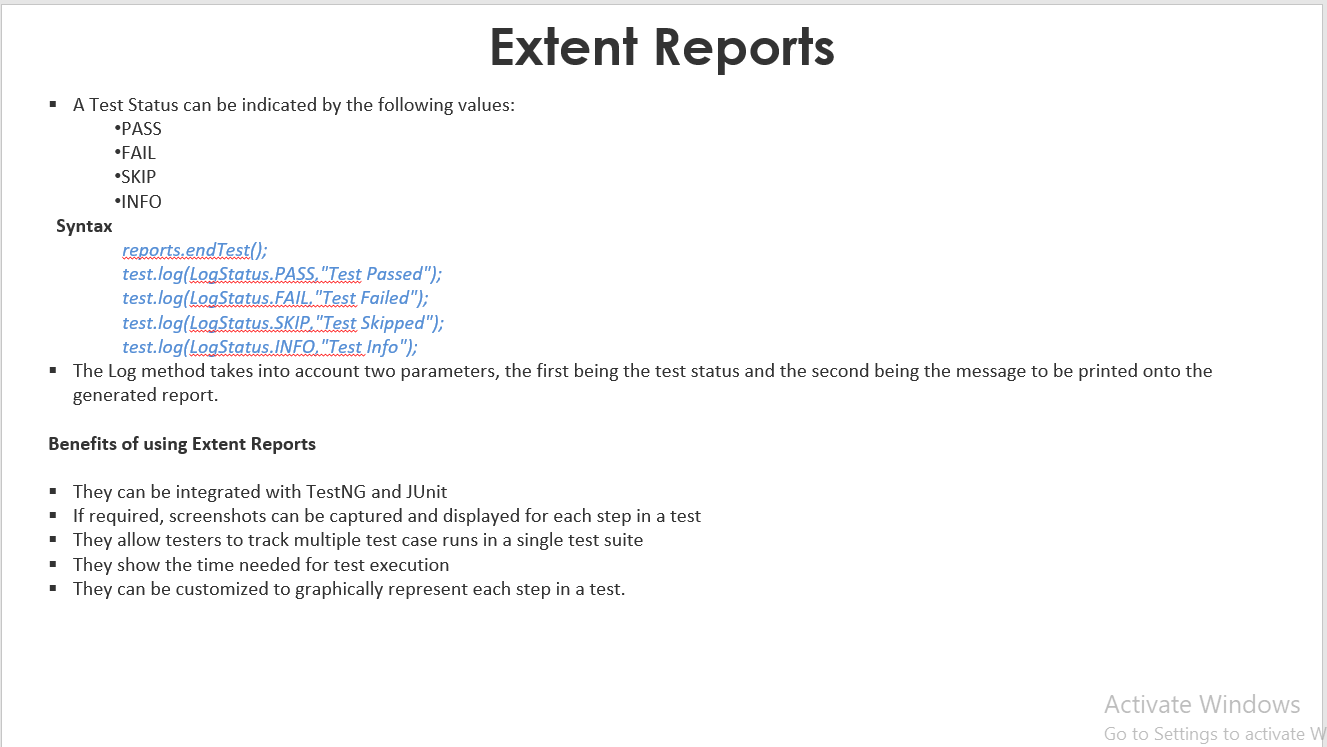 Extent Reports
▪ A Test Status can be indicated by the following values:
•PASS
•FAIL
•SKIP
•INFO
Syntax
reports.endTest();
test.log(LogStatus.PASS,"Test Passed");
test.log(LogStatus.FAIL,"Test Failed");
test.log(LogStatus.SKIP,"Test Skipped");
test.log(LogStatus.INFO,"Test Info");
▪ The Log method takes into account two parameters, the first being the test status and the second being the message to be printed onto the
generated report.
Benefits of using Extent Reports
▪ They can be integrated with TestNG and JUnit
▪ If required, screenshots can be captured and displayed for each step in a test
▪ They allow testers to track multiple test case runs in a single test suite
▪ They show the time needed for test execution
▪ They can be customized to graphically represent each step in a test.
Activate Windows
Go to Settings to activate W